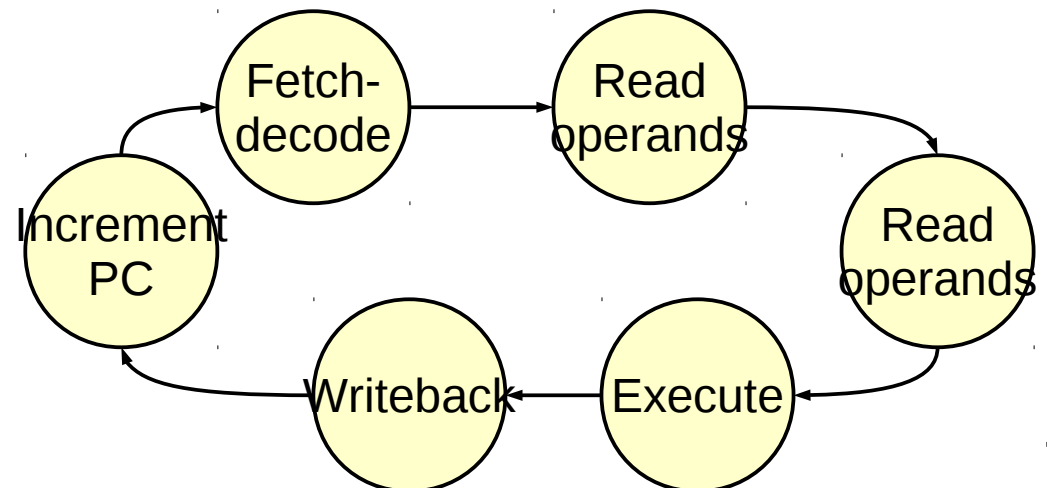 Fetch-
decode
Read
operands
Read
operands
Execute
Writeback
Increment
PC